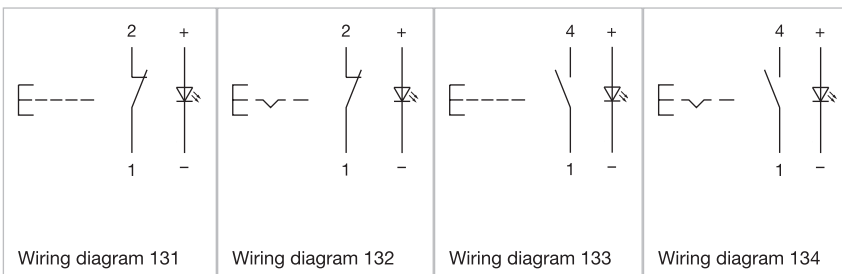 2 + 2 + 4 + 4 +
1 – 1 – 1 – 1 –
Wiring diagram 131 Wiring diagram 132 Wiring diagram 133 Wiring diagram 134